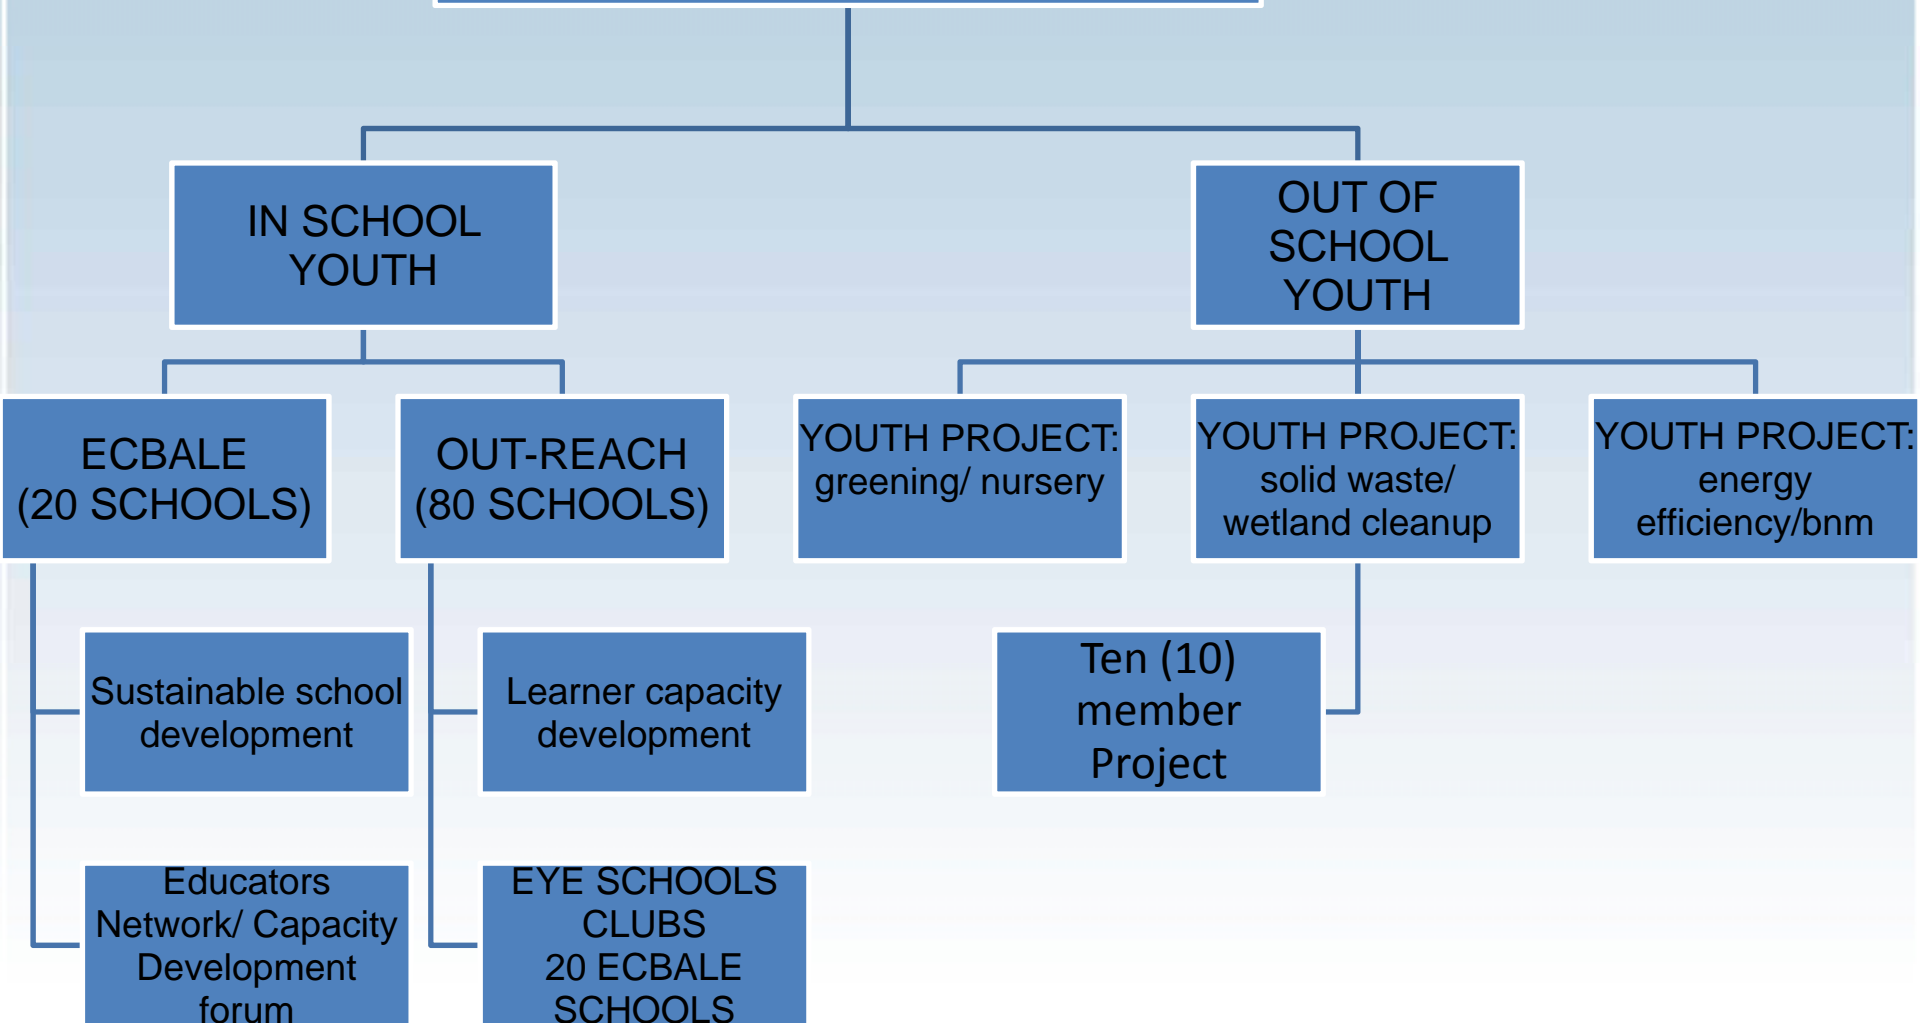 IN SCHOOL
YOUTH
OUT OF
SCHOOL
YOUTH
ECBALE
(20 SCHOOLS)
OUT-REACH
(80 SCHOOLS)
YOUTH PROJECT:
greening/ nursery
YOUTH PROJECT:
solid waste/
wetland cleanup
YOUTH PROJECT:
energy
efficiency/bnm
Sustainable school
development
Learner capacity
development
Ten (10)
member
Project
Educators
Network/ Capacity
Development
forum
EYE SCHOOLS
CLUBS
20 ECBALE
SCHOOLS